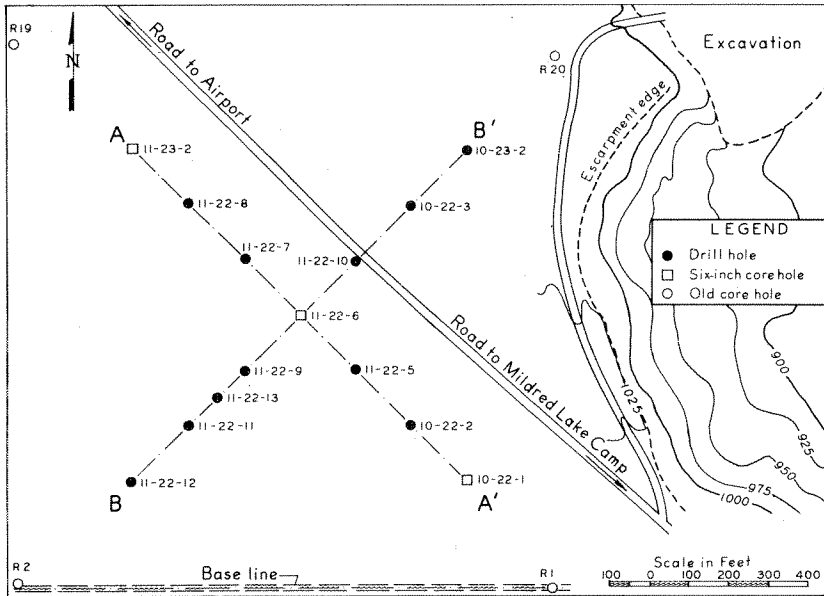 R19
N
Road to Airport
R20
Excavation
Escarpment edge
A
11-23-2
B'
10-23-2
11-22-8
10-22-3
11-22-7
11-22-10
LEGEND
Drill hole
Six-inch core hole
Old core hole
11-22-6
Road to Mildred Lake Camp
11-22-9
11-22-5
11-22-13
11-22-11
10-22-2
11-22-12
B
10-22-1
A'
1025
900
925
950
975
1000
R2
Base line
R1
Scale in Feet
100 0 100 200 300 400